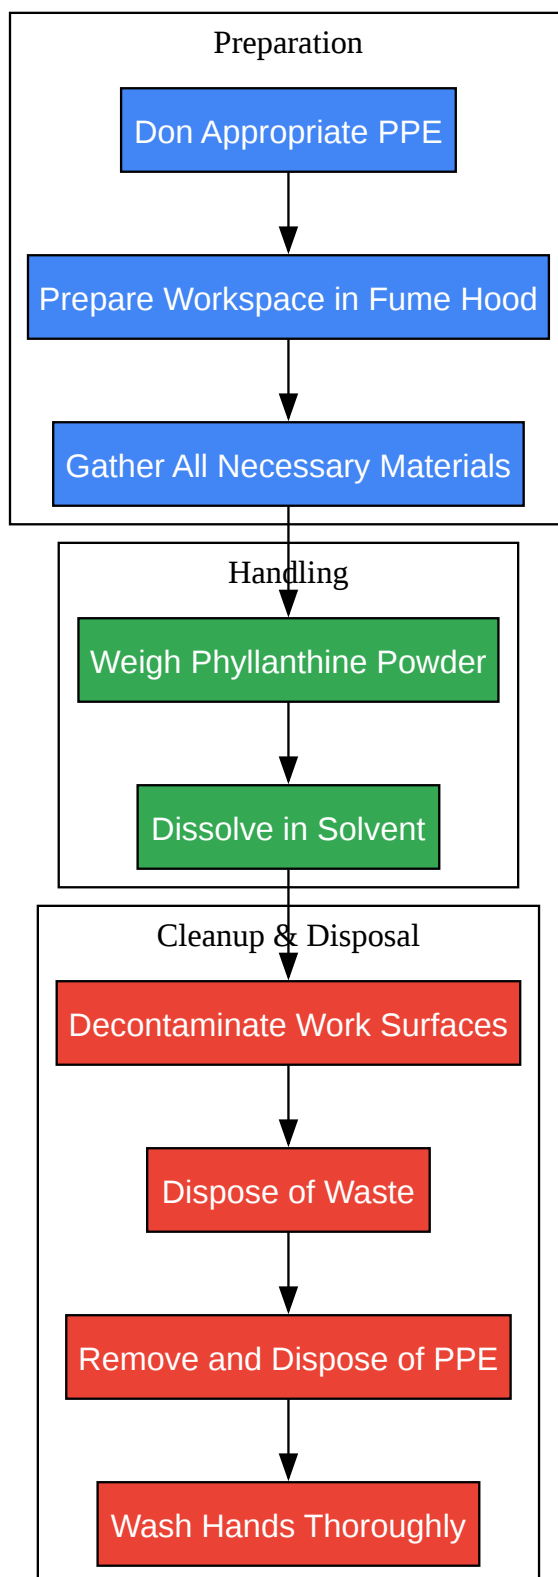 Preparation
Don Appropriate PPE
Prepare Workspace in Fume Hood
Gather All Necessary Materials
Handling
Weigh Phyllanthine Powder
Dissolve in Solvent
Cleanup & Disposal
Decontaminate Work Surfaces
Dispose of Waste
Remove and Dispose of PPE
Wash Hands Thoroughly